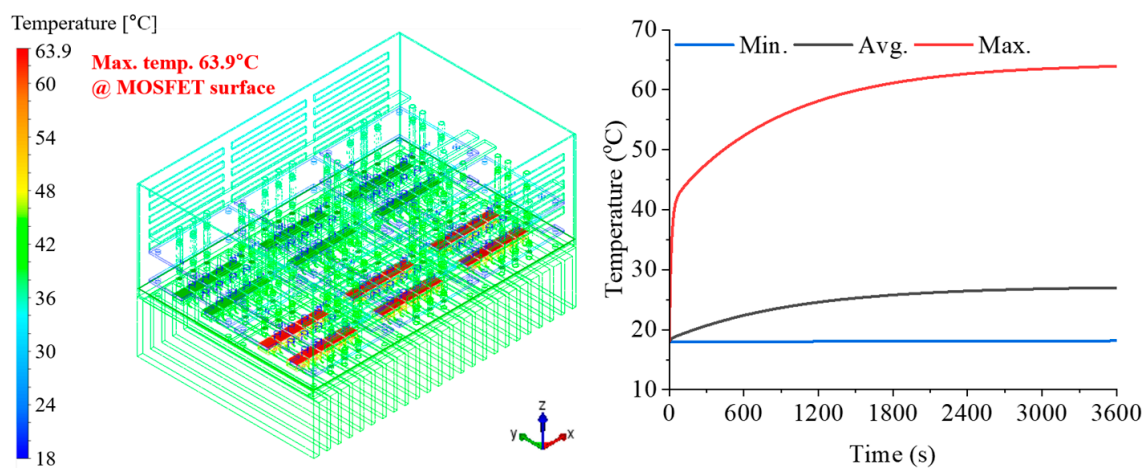 Temperature [°C]
63.9
60
54
48
42
36
30
24
18
Max. temp. 63.9°C
@ MOSFET surface
z
y
x
Min.
Avg.
Max.
Temperature (°C)
70
60
50
40
30
20
10
0
600
1200
1800
2400
3000
3600
Time (s)